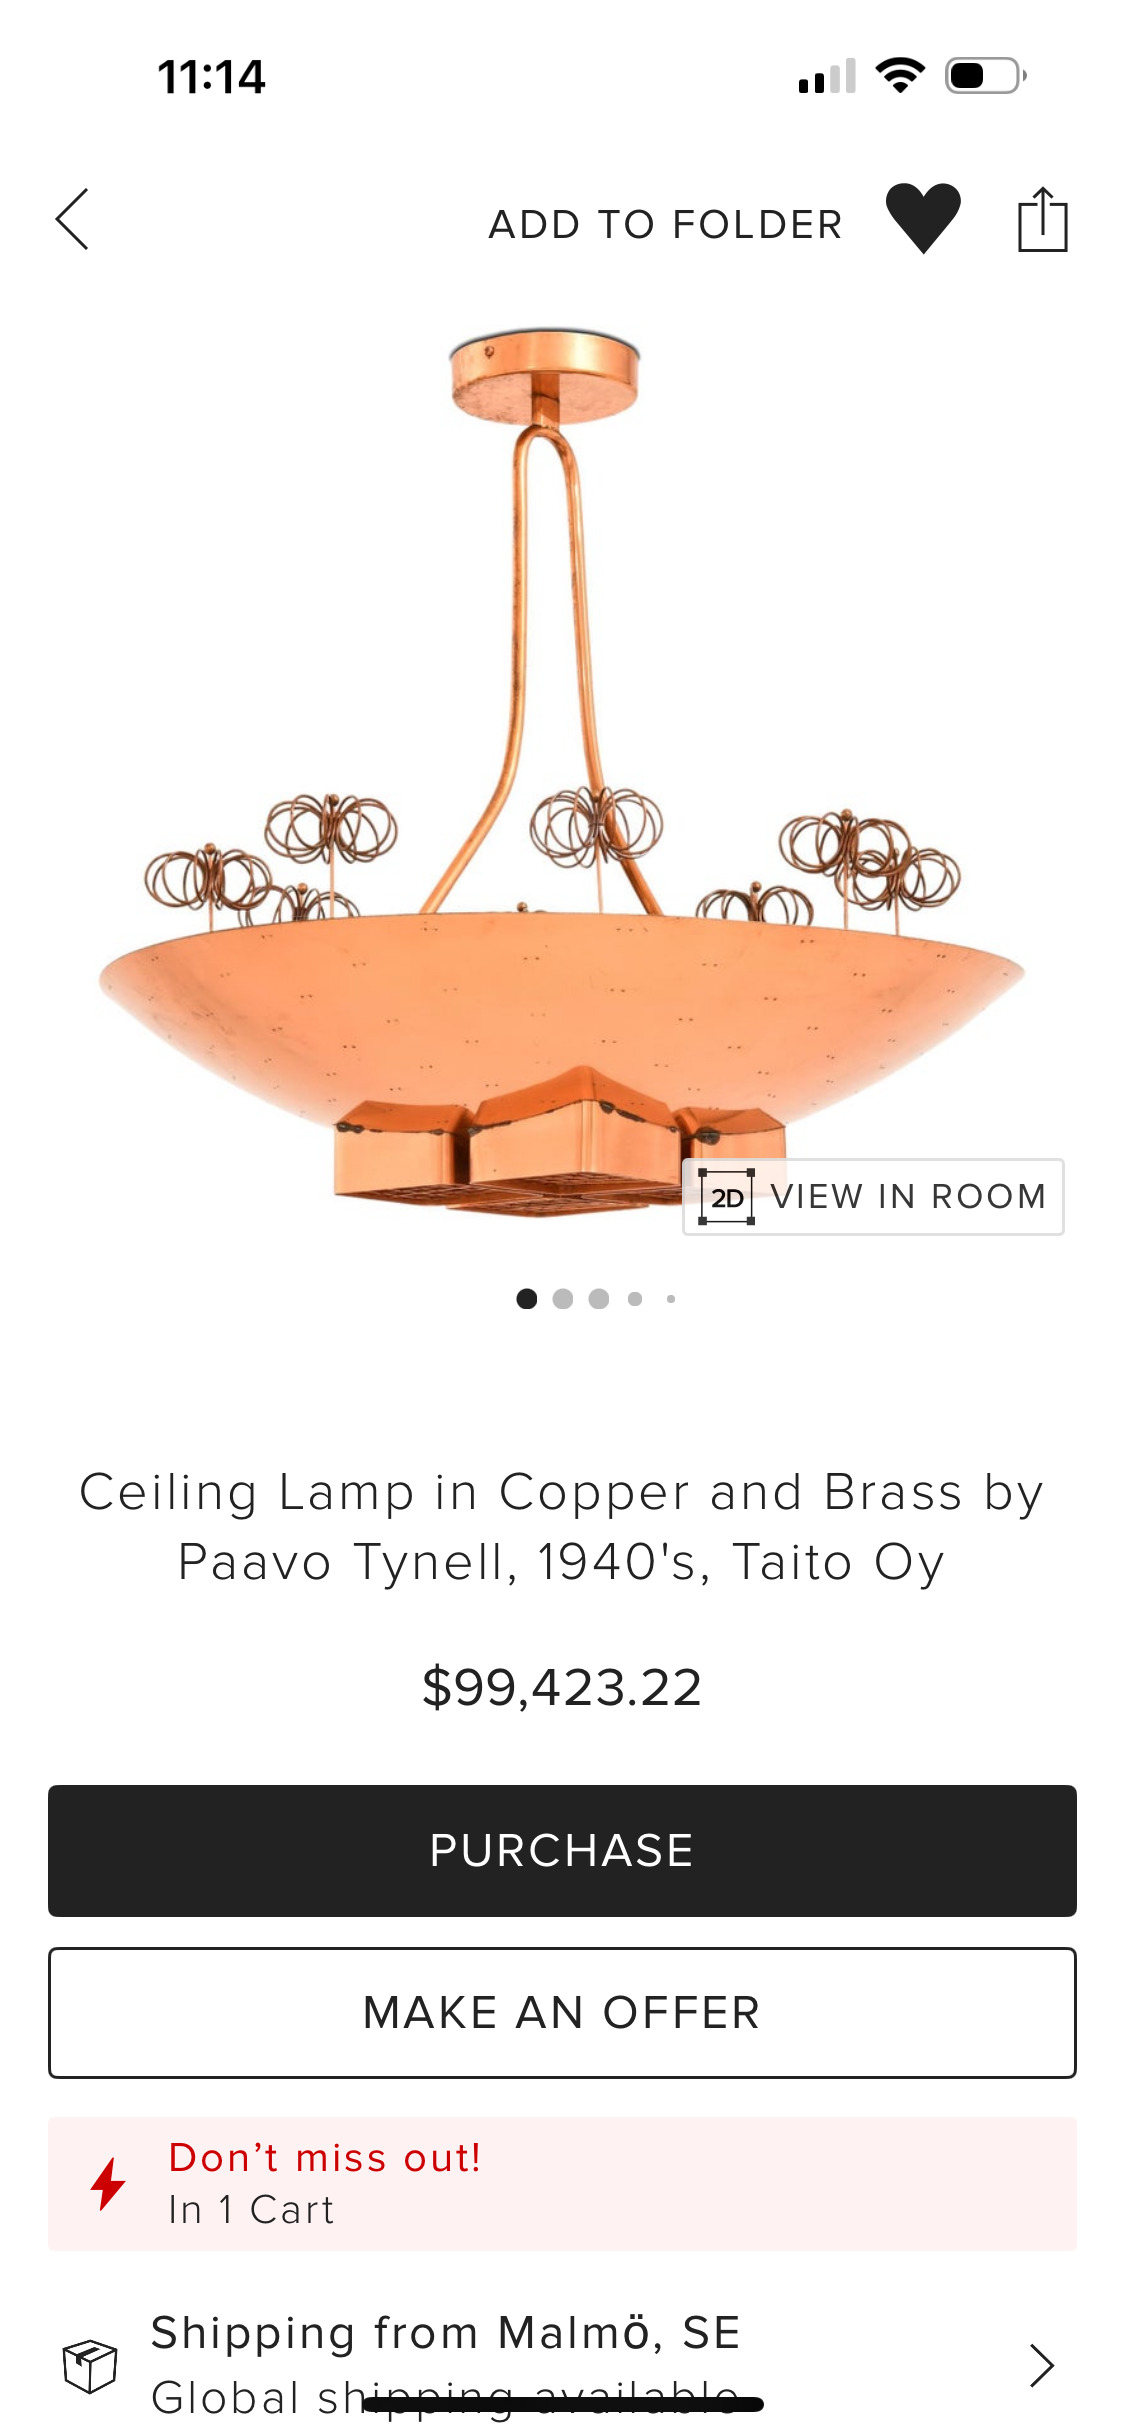 11:14
ADD TO FOLDER
2D VIEW IN ROOM
Ceiling Lamp in Copper and Brass by
Paavo Tynell, 1940's, Taito Oy
$99,423.22
PURCHASE
MAKE AN OFFER
Don’t miss out!
In 1 Cart
Shipping from Malmö, SE
Global shipping available